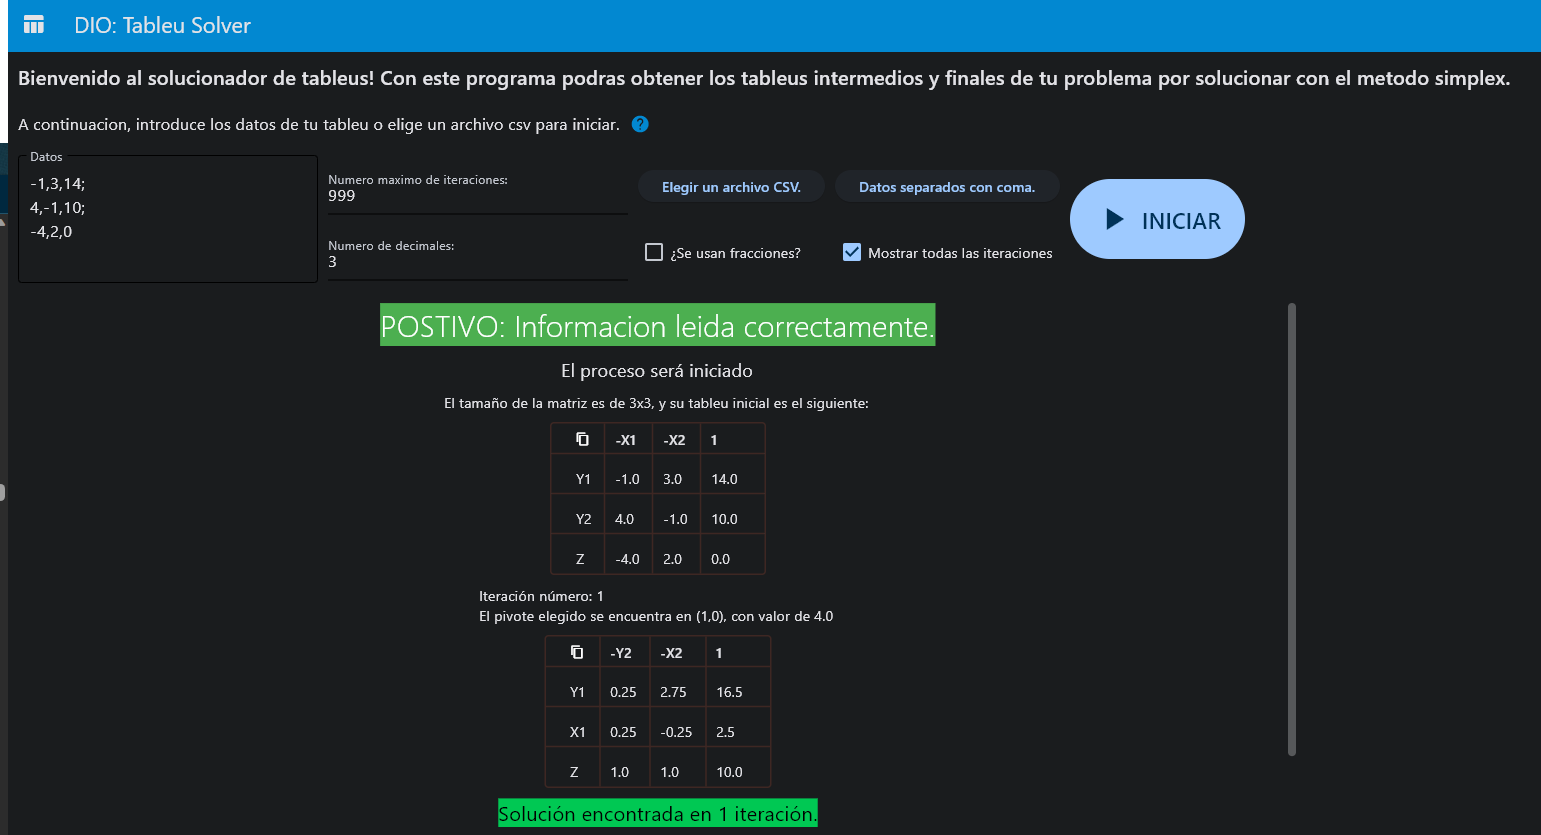 DIO: Tableu Solver
Bienvenido al solucionador de tableus! Con este programa podras obtener los tableus intermedios y finales de tu problema por solucionar con el metodo simplex.
A continuacion, introduce los datos de tu tableu o elige un archivo csv para iniciar. ?
Datos
-1,3,14;
4,-1,10;
-4,2,0
Numero maximo de iteraciones:
999
Numero de decimales:
3
Elegir un archivo CSV.
Datos separados con coma.
¿Se usan fracciones?
Mostrar todas las iteraciones
INICIAR
POSTIVO: Informacion leida correctamente.
El proceso será iniciado
El tamaño de la matriz es de 3x3, y su tableu inicial es el siguiente:
-X1 -X2 1
Y1 -1.0 3.0 14.0
Y2 4.0 -1.0 10.0
Z -4.0 2.0 0.0
Iteración número: 1
El pivote elegido se encuentra en (1,0), con valor de 4.0
-Y2 -X2 1
Y1 0.25 2.75 16.5
X1 0.25 -0.25 2.5
Z 1.0 1.0 10.0
Solución encontrada en 1 iteración.